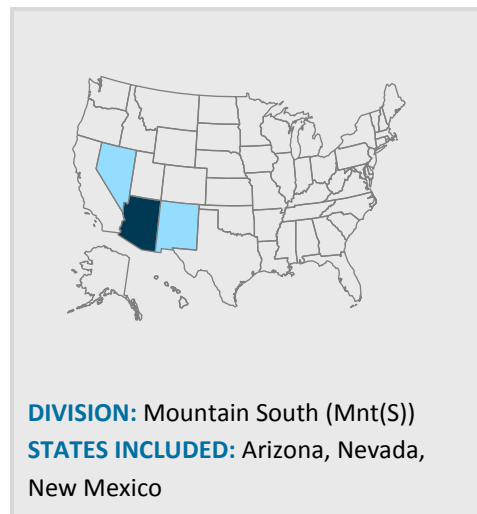 DIVISION: Mountain South (Mnt(S))
STATES INCLUDED: Arizona, Nevada,
New Mexico